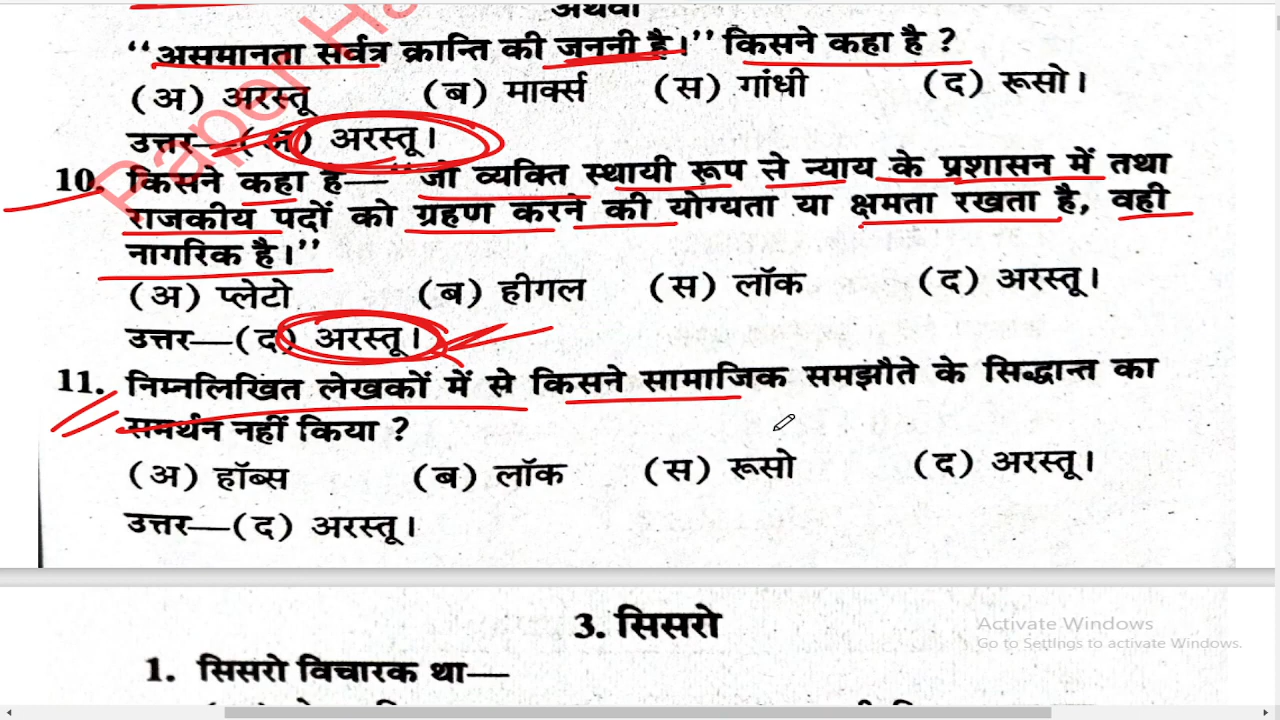 अथवा
“असमानता सर्वत्र क्रान्ति की जननी है।” किसने कहा है ?
(अ) अरस्तू (ब) मार्क्स (स) गांधी (द) रूसो।
उत्तर—(अ) अरस्तू।
10. किसने कहा है—“जो व्यक्ति स्थायी रूप से न्याय के प्रशासन में तथा
राजकीय पदों को ग्रहण करने की योग्यता या क्षमता रखता है, वही
नागरिक है।”
(अ) प्लेटो (ब) हीगल (स) लॉक (द) अरस्तू।
उत्तर—(द) अरस्तू।
11. निम्नलिखित लेखकों में से किसने सामाजिक समझौते के सिद्धान्त का
समर्थन नहीं किया ?
(अ) हॉब्स (ब) लॉक (स) रूसो (द) अरस्तू।
उत्तर—(द) अरस्तू।
3. सिसरो
1. सिसरो विचारक था—
Paper
Activate Windows
Go to Settings to activate Windows.